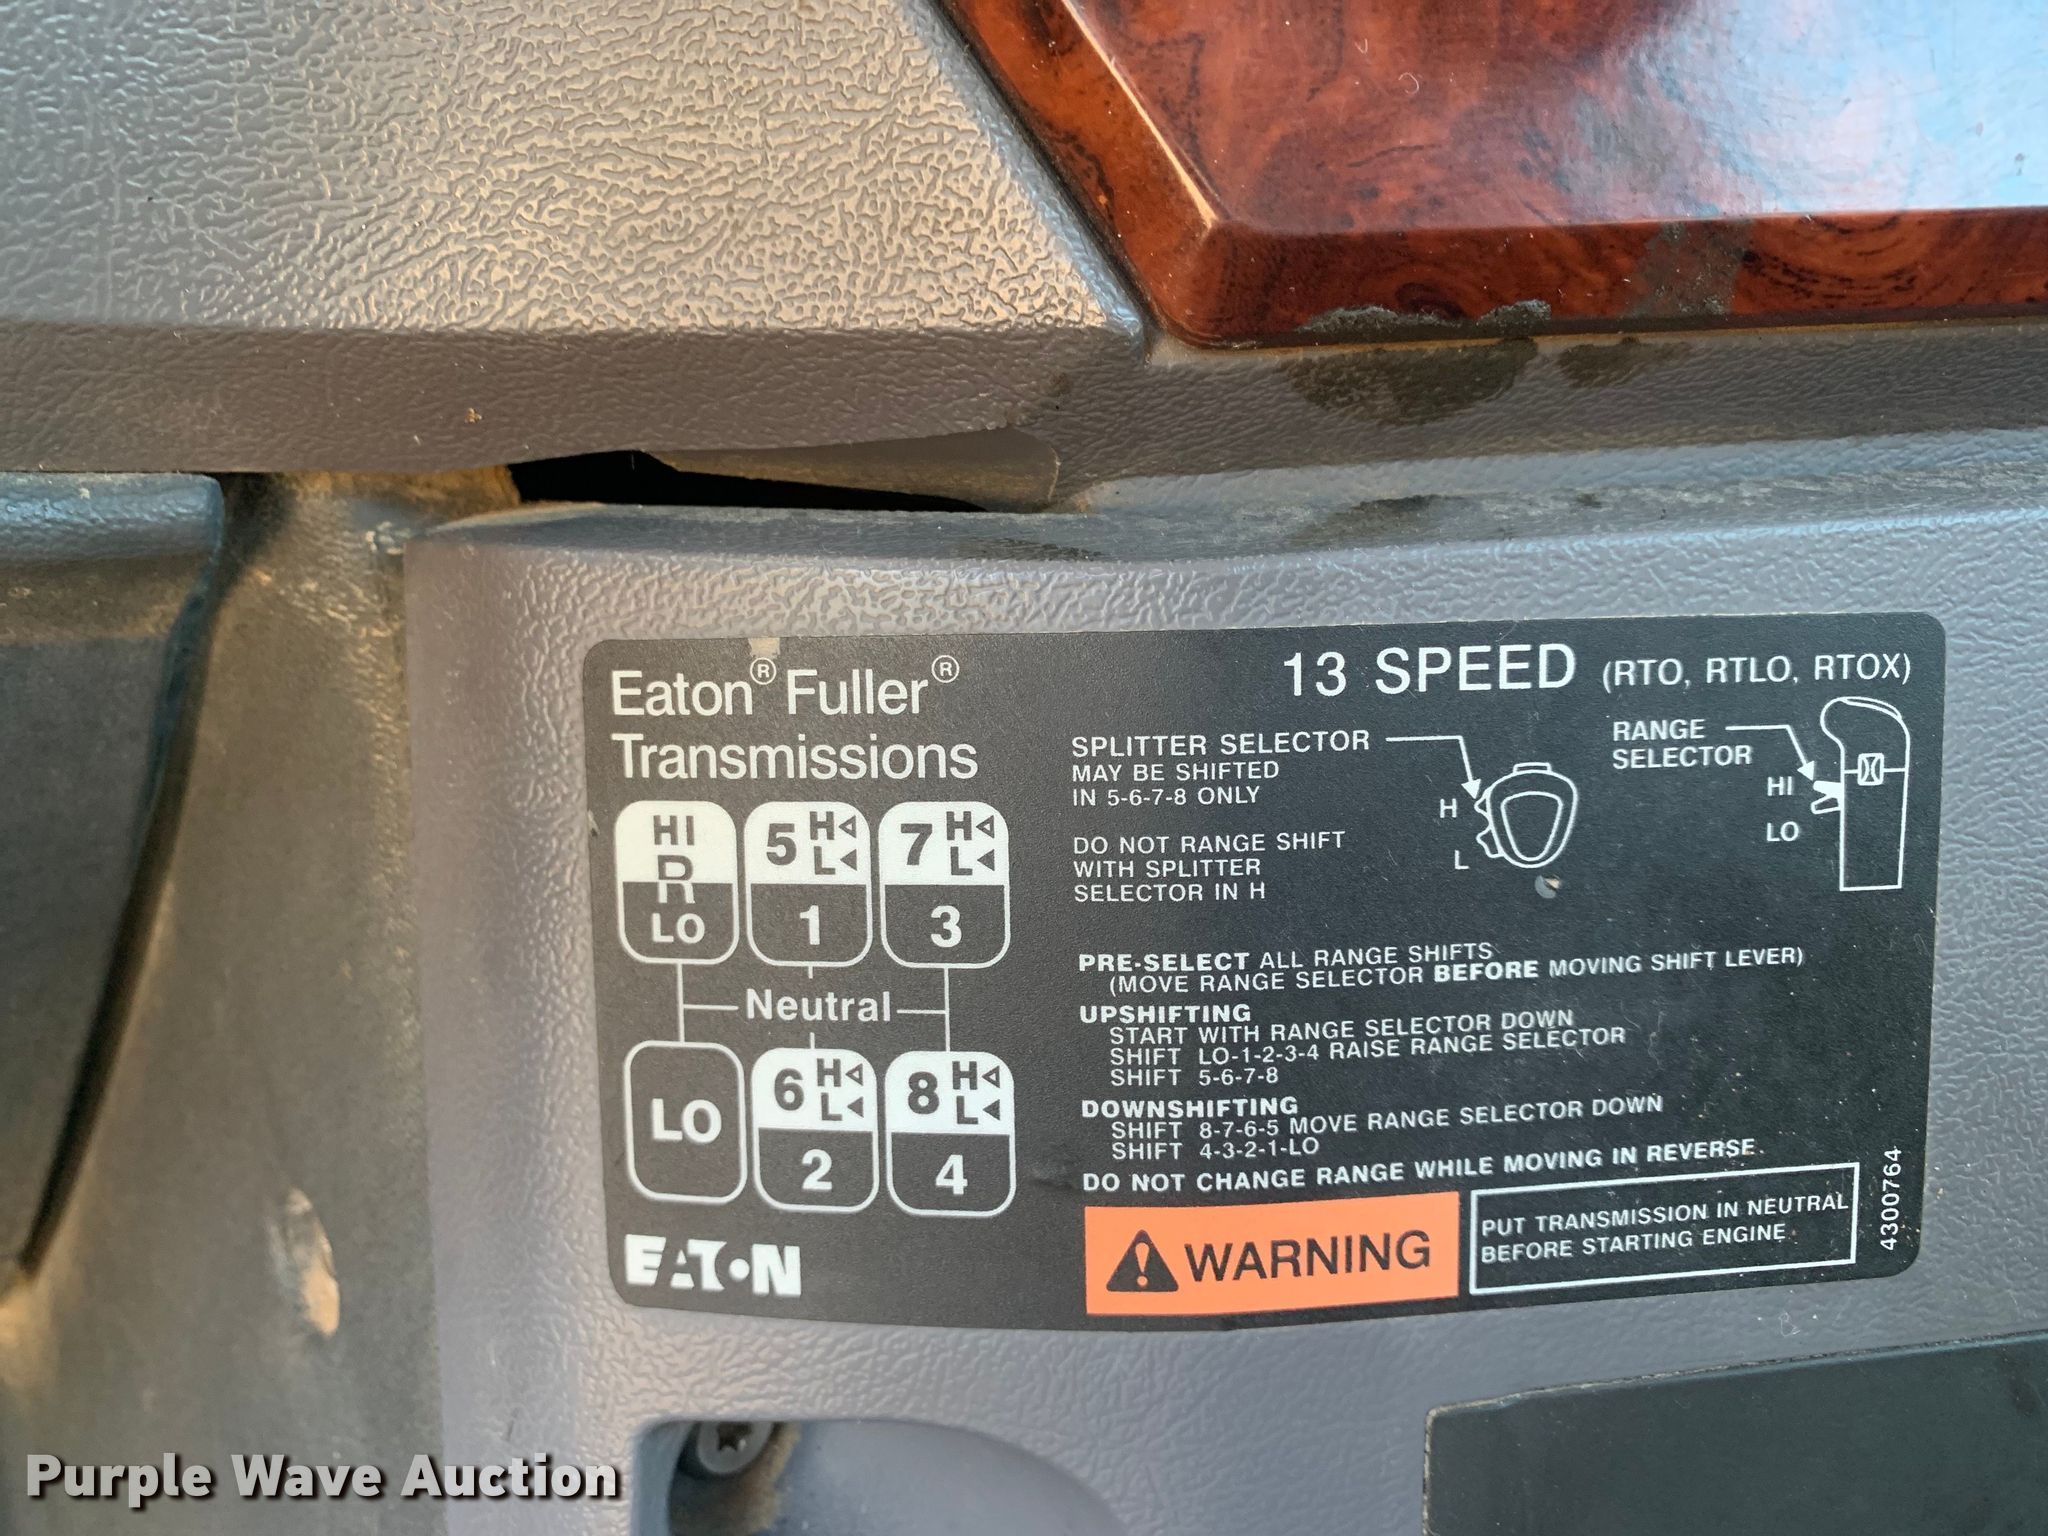 Eaton® Fuller®
Transmissions
13 SPEED (RTO, RTLO, RTOX)
HI
R
LO
5 H L
1
7 H L
3
Neutral
LO
6 H L
2
8 H L
4
EATON
SPLITTER SELECTOR
MAY BE SHIFTED
IN 5-6-7-8 ONLY
H
L
RANGE
SELECTOR
HI
LO
DO NOT RANGE SHIFT
WITH SPLITTER
SELECTOR IN H
PRE-SELECT ALL RANGE SHIFTS
(MOVE RANGE SELECTOR BEFORE MOVING SHIFT LEVER)
UPSHIFTING
START WITH RANGE SELECTOR DOWN
SHIFT LO-1-2-3-4 RAISE RANGE SELECTOR
SHIFT 5-6-7-8
DOWNSHIFTING
SHIFT 8-7-6-5 MOVE RANGE SELECTOR DOWN
SHIFT 4-3-2-1-LO
DO NOT CHANGE RANGE WHILE MOVING IN REVERSE.
WARNING
PUT TRANSMISSION IN NEUTRAL
BEFORE STARTING ENGINE
4300764
Purple Wave Auction